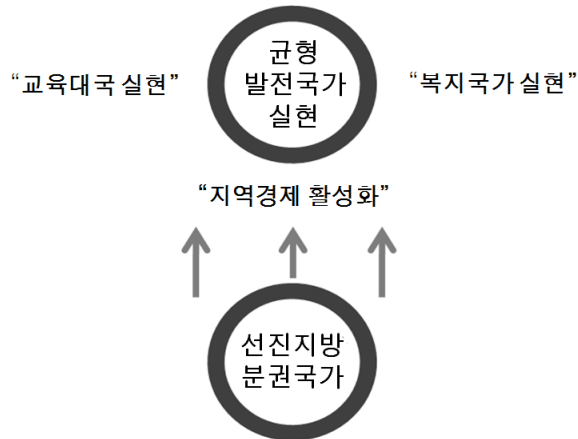 균형
발전국가
실현
“교육대국 실현”
“복지국가 실현”
“지역경제 활성화”
선진지방
분권국가